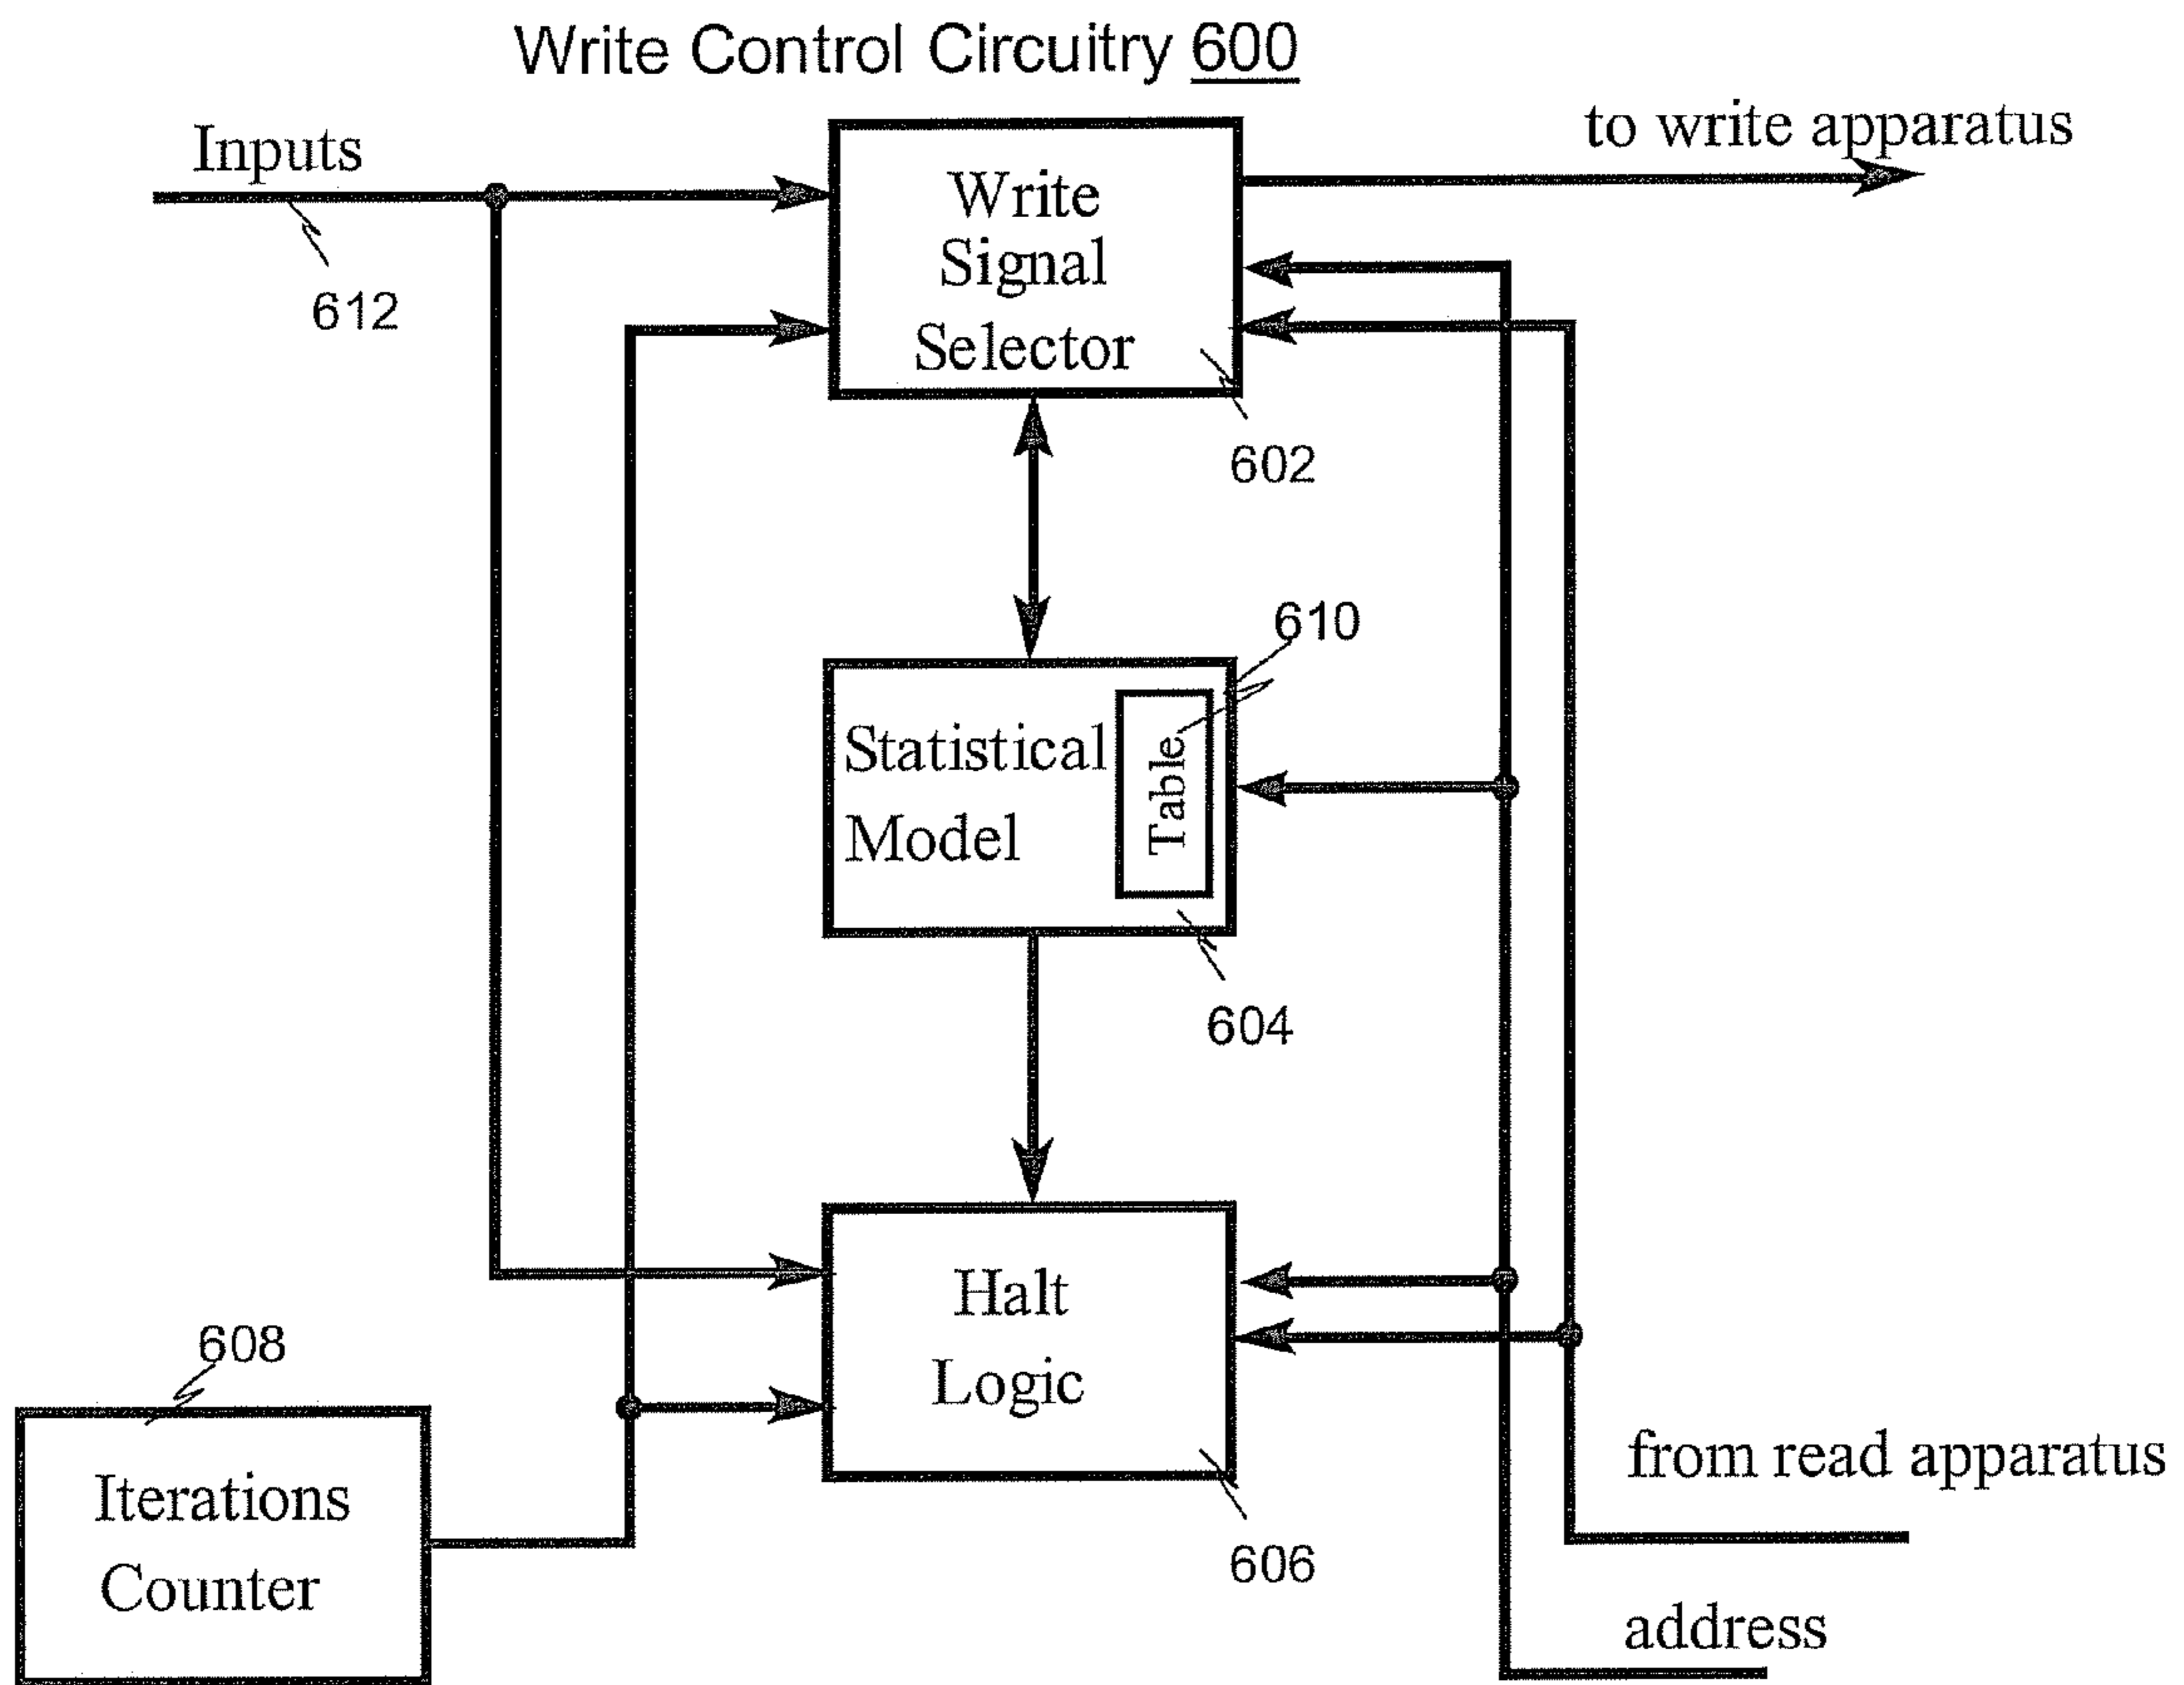 Write Control Circuitry 600
Inputs
to write apparatus
612
Write
Signal
Selector
602
610
Statistical
Model
Table
604
608
Halt
Logic
Iterations
Counter
606
from read apparatus
address